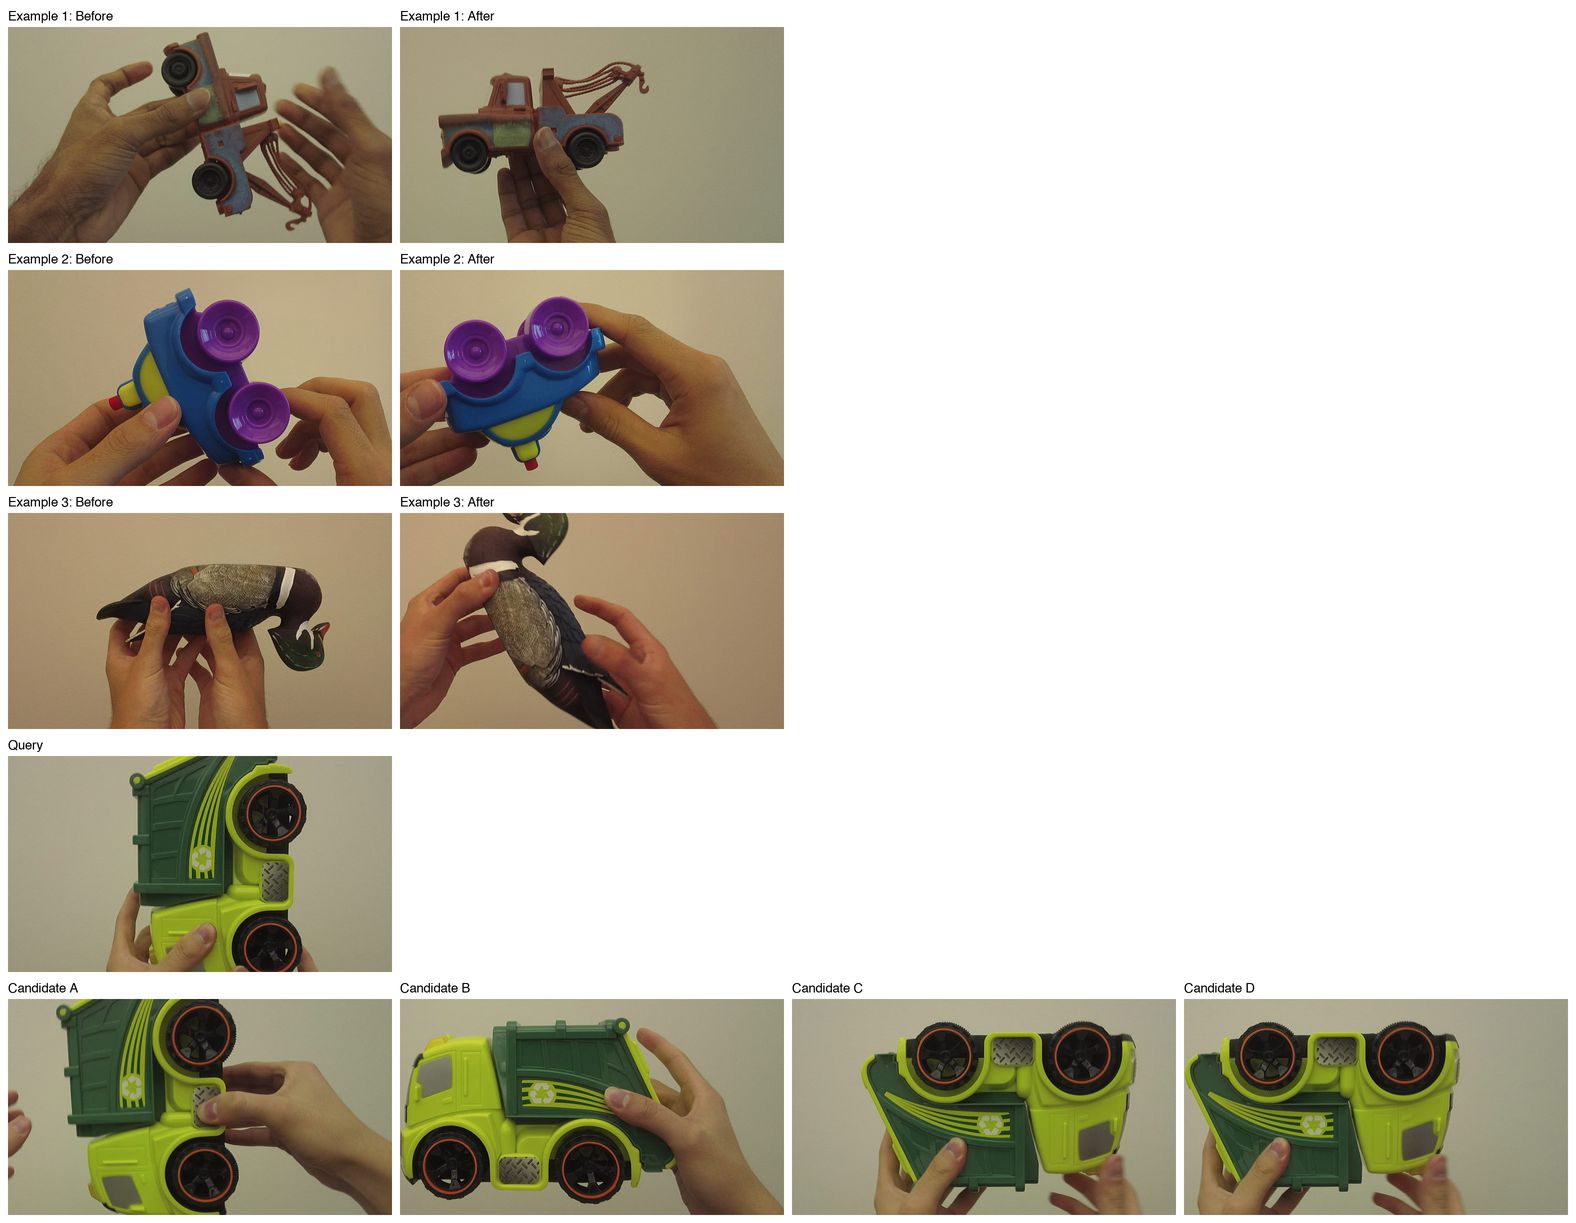 Example 1: Before
Example 1: After
Example 2: Before
Example 2: After
Example 3: Before
Example 3: After
Query
Candidate A
Candidate B
Candidate C
Candidate D